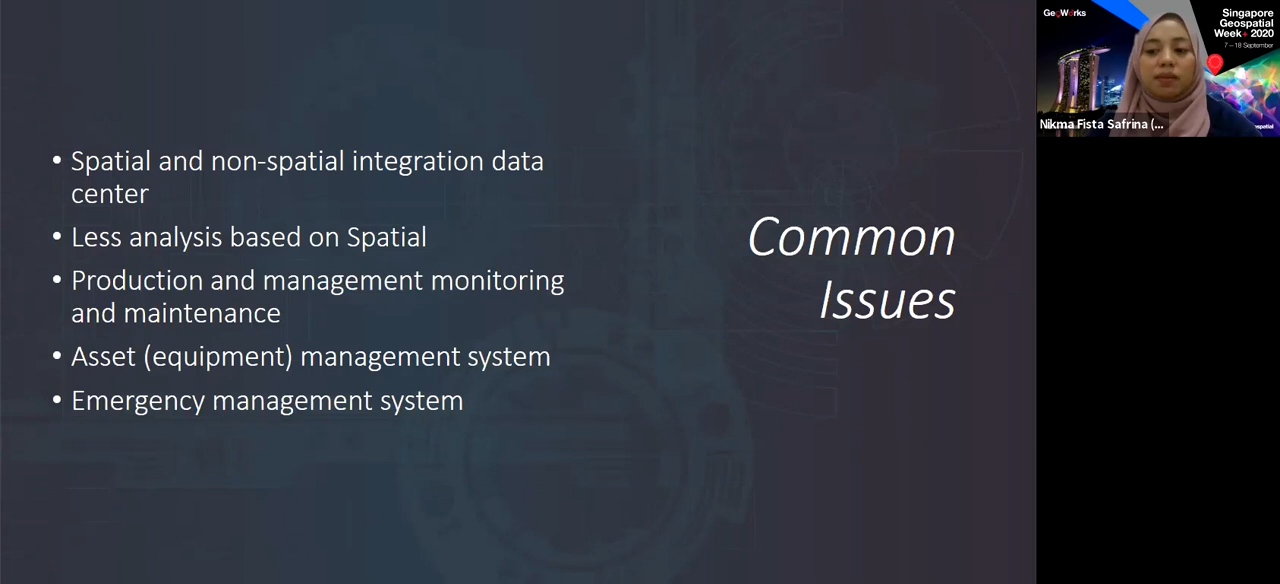 • Spatial and non-spatial integration data
center
• Less analysis based on Spatial
• Production and management monitoring
and maintenance
• Asset (equipment) management system
• Emergency management system
Common
Issues
GeoWorks
Singapore
Geospatial
Week 2020
7 — 18 September
Nikma Fista Safrina (...